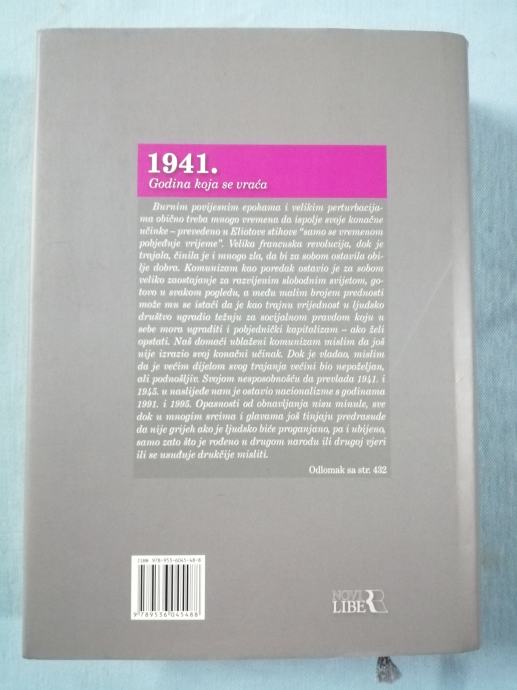 1941.
Godina koja se vraća
Burnim povijesnim epohama i velikim perturbacija-
ma obično treba mnogo vremena da ispolje svoje konačne
učinke – prevedeno u Eliotove stihove "samo se vremenom
pobjeđuje vrijeme". Velika francuska revolucija, dok je
trajala, činila je i mnogo zla, da bi za sobom ostavila obi-
lje dobra. Komunizam kao poredak ostavio je za sobom
veliko zaostajanje za razvijenim slobodnim svijetom, go-
tovo u svakom pogledu, a među malim brojem prednosti
može mu se istaći da je kao trajnu vrijednost u ljudsko
društvo ugradio težnju za socijalnom pravdom koju u
sebe mora ugraditi i pobjednički kapitalizam – ako želi
opstati. Naš domaći ublaženi komunizam mislim da još
nije izrazio svoj konačni učinak. Dok je vladao, mislim
da je većim dijelom svog trajanja većini bio nepoželjan,
ali podnošljiv. Svojom nesposobnošću da prevlada 1941. i
1945. u naslijeđe nam je ostavio nacionalizme s godinama
1991. i 1995. Opasnosti od obnavljanja nisu minule, sve
dok u mnogim srcima i glavama još tinjaju predrasude
da nije grijeh ako je ljudsko biće proganjano, pa i ubijeno,
samo zato što je rođeno u drugom narodu ili drugoj vjeri
ili se usuđuje drukčije misliti.
Odlomak sa str. 432
ISBN 978-953-6045-48-8
9 789536 045488
NOVI
LIBER